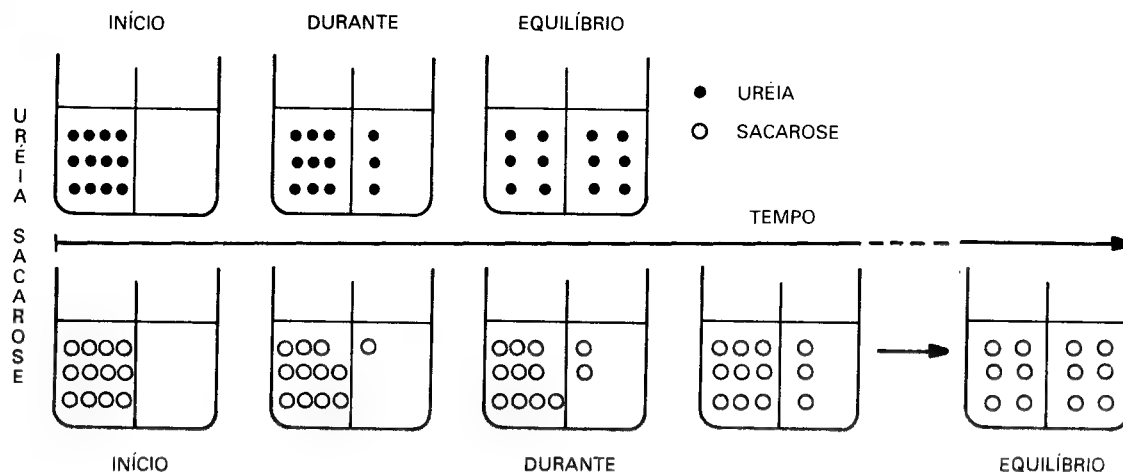 INÍCIO DURANTE EQUILÍBRIO
URÉIA
SACAROSE
URÉIA
SACAROSE
TEMPO
INÍCIO DURANTE EQUILÍBRIO